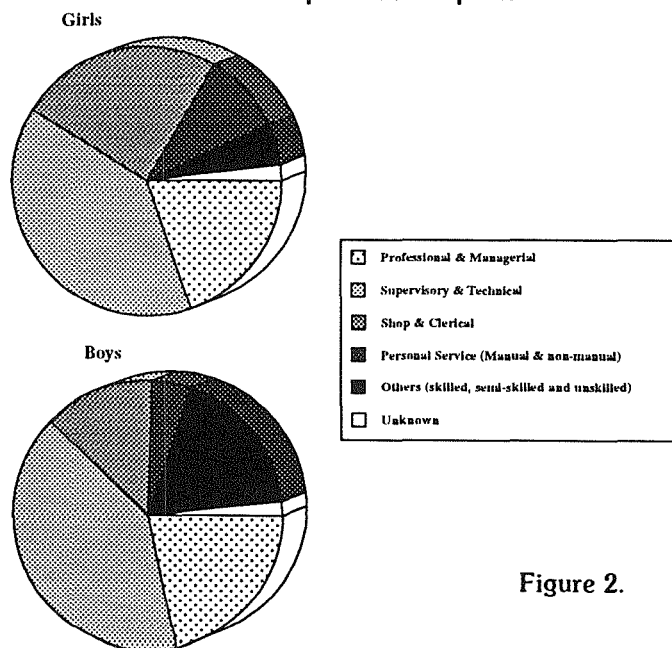 Girls
Professional & Managerial
Supervisory & Technical
Shop & Clerical
Personal Service (Manual & non-manual)
Others (skilled, semi-skilled and unskilled)
Unknown
Boys
Figure 2.